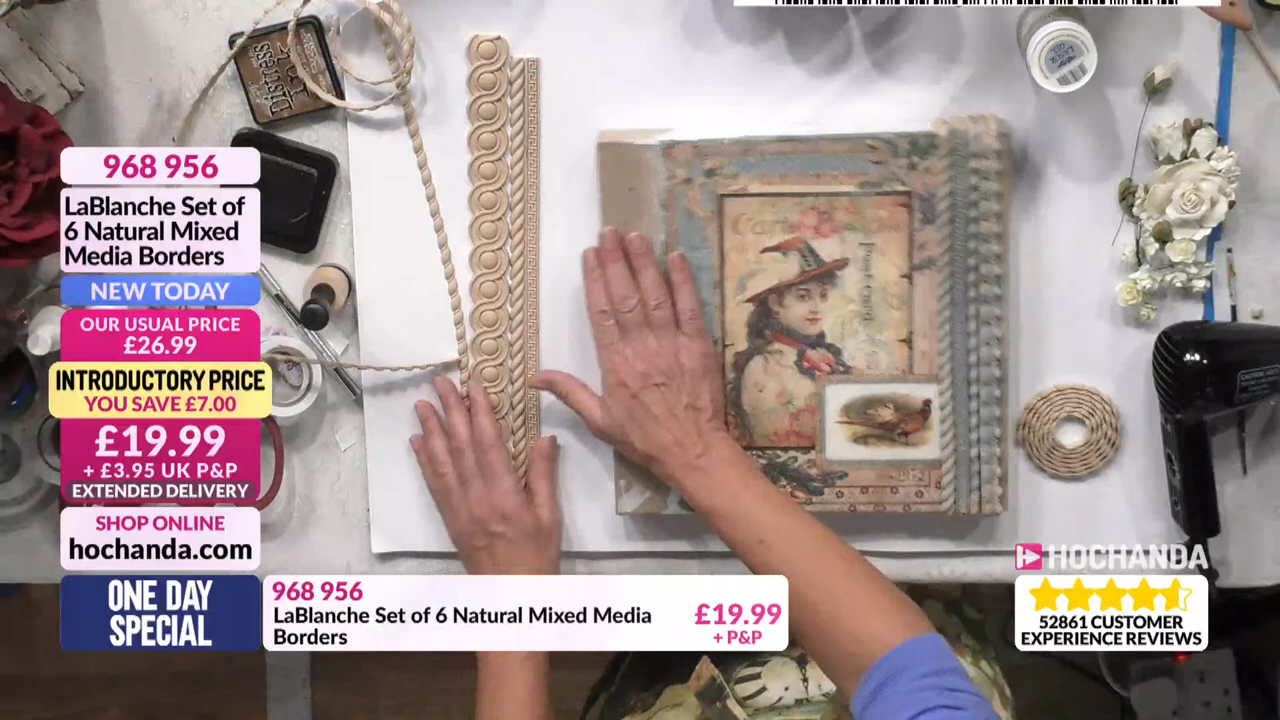 968 956
LaBlanche Set of
6 Natural Mixed
Media Borders
NEW TODAY
OUR USUAL PRICE
£26.99
INTRODUCTORY PRICE
YOU SAVE £7.00
£19.99
+ £3.95 UK P&P
EXTENDED DELIVERY
SHOP ONLINE
hochanda.com
ONE DAY
SPECIAL
968 956
LaBlanche Set of 6 Natural Mixed Media
Borders
£19.99
+ P&P
HOCHANDA
52861 CUSTOMER
EXPERIENCE REVIEWS
Distress
Post Card